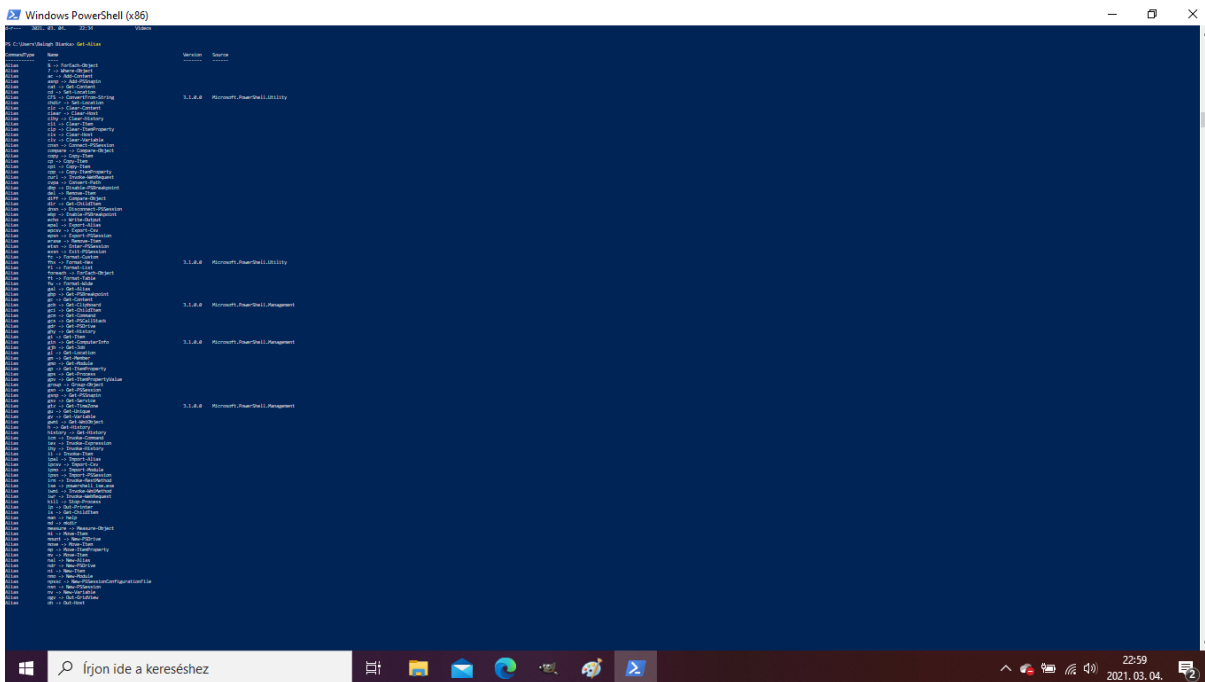 Windows PowerShell (x86)
d-r--- 2021. 03. 04. 22:34 Videos
PS C:\Users\Balogh Bianka> Get-Alias
CommandType Name Version Source
----------- ---- ------- ------
Alias % -> ForEach-Object
Alias ? -> Where-Object
Alias ac -> Add-Content
Alias asnp -> Add-PSSnapin
Alias cat -> Get-Content
Alias cd -> Set-Location
Alias CFS -> ConvertFrom-String 3.1.0.0 Microsoft.PowerShell.Utility
Alias chdir -> Set-Location
Alias clc -> Clear-Content
Alias clear -> Clear-Host
Alias clhy -> Clear-History
Alias cli -> Clear-Item
Alias clp -> Clear-ItemProperty
Alias cls -> Clear-Host
Alias clv -> Clear-Variable
Alias cnsn -> Connect-PSSession
Alias compare -> Compare-Object
Alias copy -> Copy-Item
Alias cp -> Copy-Item
Alias cpi -> Copy-Item
Alias cpp -> Copy-ItemProperty
Alias curl -> Invoke-WebRequest
Alias cvpa -> Convert-Path
Alias dbp -> Disable-PSBreakpoint
Alias del -> Remove-Item
Alias diff -> Compare-Object
Alias dir -> Get-ChildItem
Alias dnsn -> Disconnect-PSSession
Alias ebp -> Enable-PSBreakpoint
Alias echo -> Write-Output
Alias epal -> Export-Alias
Alias epcsv -> Export-Csv
Alias epsn -> Export-PSSession
Alias erase -> Remove-Item
Alias etsn -> Enter-PSSession
Alias exsn -> Exit-PSSession
Alias fc -> Format-Custom
Alias fhx -> Format-Hex 3.1.0.0 Microsoft.PowerShell.Utility
Alias fl -> Format-List
Alias foreach -> ForEach-Object
Alias ft -> Format-Table
Alias fw -> Format-Wide
Alias gal -> Get-Alias
Alias gbp -> Get-PSBreakpoint
Alias gc -> Get-Content
Alias gcb -> Get-Clipboard 3.1.0.0 Microsoft.PowerShell.Management
Alias gci -> Get-ChildItem
Alias gcm -> Get-Command
Alias gcs -> Get-PSCallStack
Alias gdr -> Get-PSDrive
Alias ghy -> Get-History
Alias gi -> Get-Item
Alias gin -> Get-ComputerInfo 3.1.0.0 Microsoft.PowerShell.Management
Alias gjb -> Get-Job
Alias gl -> Get-Location
Alias gm -> Get-Member
Alias gmo -> Get-Module
Alias gp -> Get-ItemProperty
Alias gps -> Get-Process
Alias gpv -> Get-ItemPropertyValue
Alias group -> Group-Object
Alias gsn -> Get-PSSession
Alias gsnp -> Get-PSSnapin
Alias gsv -> Get-Service
Alias gtz -> Get-TimeZone 3.1.0.0 Microsoft.PowerShell.Management
Alias gu -> Get-Unique
Alias gv -> Get-Variable
Alias gwmi -> Get-WmiObject
Alias h -> Get-History
Alias history -> Get-History
Alias icm -> Invoke-Command
Alias iex -> Invoke-Expression
Alias ihy -> Invoke-History
Alias ii -> Invoke-Item
Alias ipal -> Import-Alias
Alias ipcsv -> Import-Csv
Alias ipmo -> Import-Module
Alias ipsn -> Import-PSSession
Alias irm -> Invoke-RestMethod
Alias ise -> powershell_ise.exe
Alias iwmi -> Invoke-WmiMethod
Alias iwr -> Invoke-WebRequest
Alias kill -> Stop-Process
Alias lp -> Out-Printer
Alias ls -> Get-ChildItem
Alias man -> help
Alias md -> mkdir
Alias measure -> Measure-Object
Alias mi -> Move-Item
Alias mount -> New-PSDrive
Alias move -> Move-Item
Alias mp -> Move-ItemProperty
Alias mv -> Move-Item
Alias nal -> New-Alias
Alias ndr -> New-PSDrive
Alias ni -> New-Item
Alias nmo -> New-Module
Alias npssc -> New-PSSessionConfigurationFile
Alias nsn -> New-PSSession
Alias nv -> New-Variable
Alias ogv -> Out-GridView
Alias oh -> Out-Host
Írjon ide a kereséshez
22:59
2021. 03. 04.
2